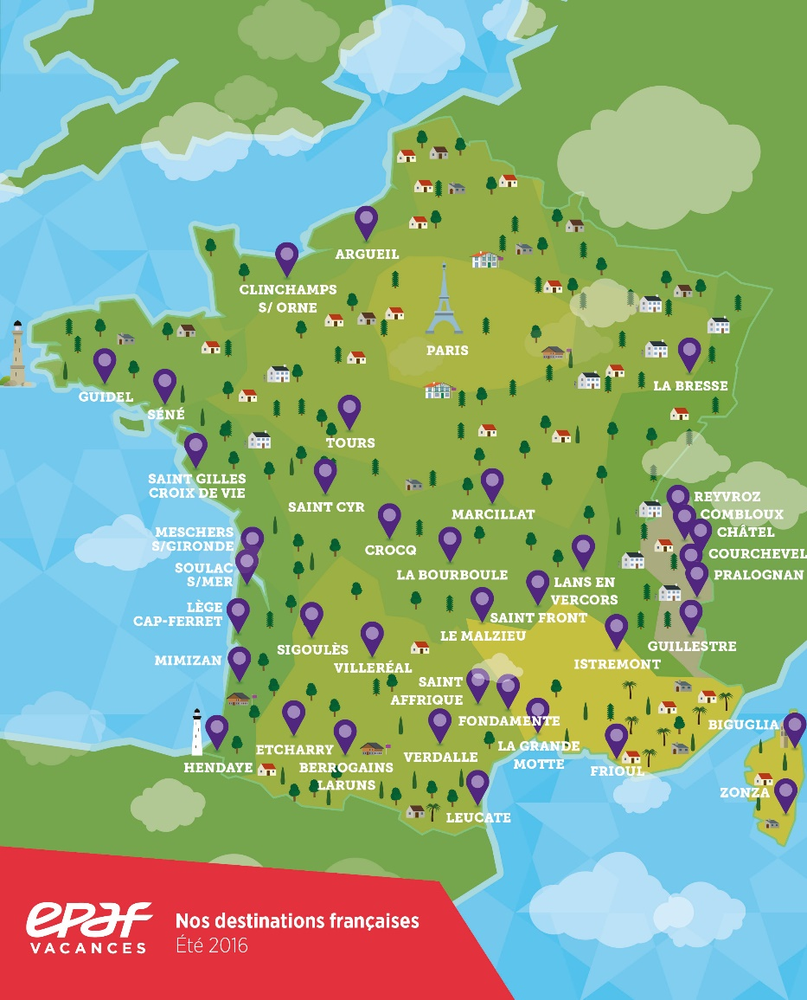 ARGUEIL
CLINCHAMPS
S/ ORNE
PARIS
LA BRESSE
GUIDEL
SÉNÉ
TOURS
SAINT GILLES
CROIX DE VIE
SAINT CYR
MARCILLAT
REYVROZ
COMBLOUX
CHÂTEL
MESCHERS
S/GIRONDE
CROCQ
COURCHEVEL
SOULAC
S/MER
LA BOURBOULE
PRALOGNAN
LANS EN
VERCORS
LÈGE
CAP-FERRET
SAINT FRONT
LE MALZIEU
SIGOULÈS
GUILLESTRE
MIMIZAN
VILLERÉAL
ISTREMONT
SAINT
AFFRIQUE
FONDAMENTE
BIGUGLIA
ETCHARRY
VERDALLE
LA GRANDE
MOTTE
HENDAYE
BERROGAINS
LARUNS
FRIOUL
ZONZA
LEUCATE
epaf
VACANCES
Nos destinations françaises
Été 2016